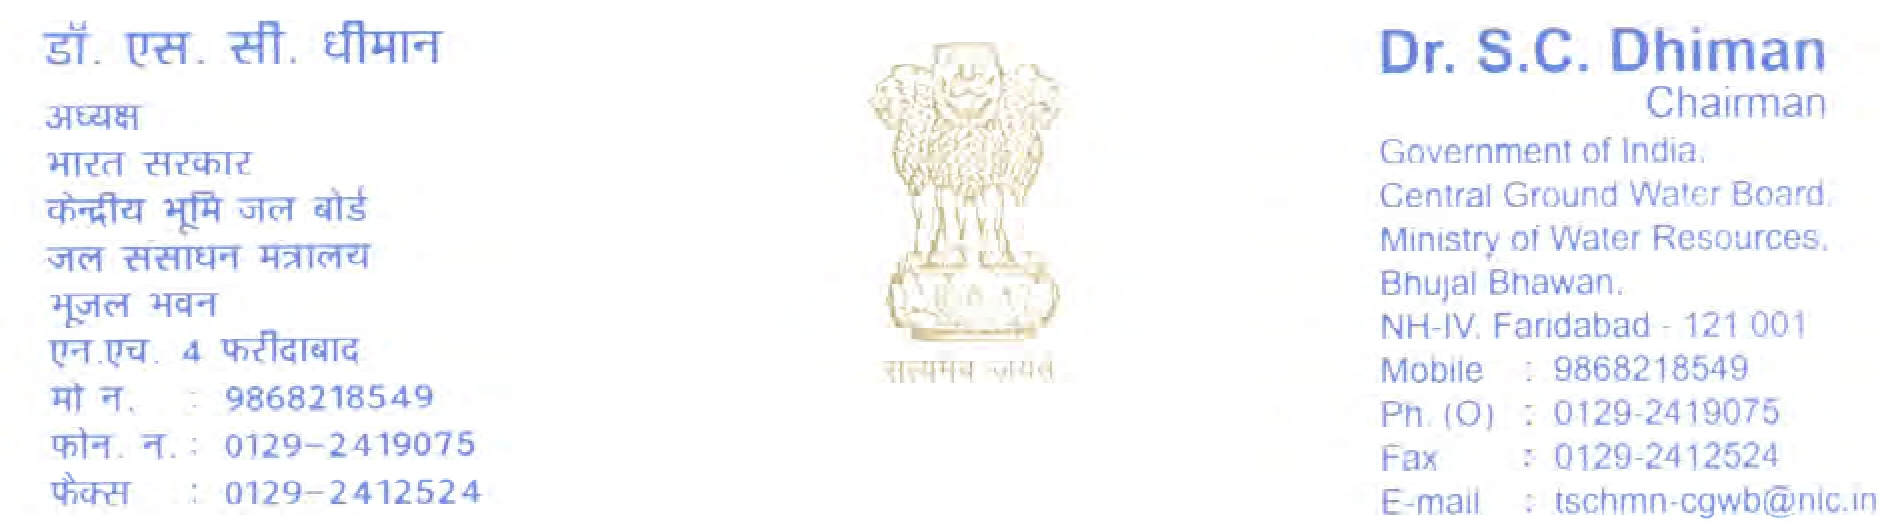 डॉ. एस. सी. धीमान
अध्यक्ष
भारत सरकार
केन्द्रीय भूमि जल बोर्ड
जल संसाधन मंत्रालय
भूजल भवन
एन.एच. 4 फरीदाबाद
मो न. : 9868218549
फोन. न. : 0129-2419075
फैक्स : 0129-2412524
सत्यमेव जयते
Dr. S.C. Dhiman
Chairman
Government of India,
Central Ground Water Board,
Ministry of Water Resources,
Bhujal Bhawan,
NH-IV, Faridabad - 121 001
Mobile : 9868218549
Ph. (O) : 0129-2419075
Fax : 0129-2412524
E-mail : tschmn-cgwb@nic.in